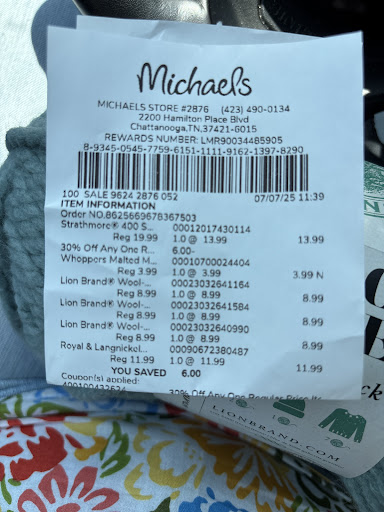 Michaels
MICHAELS STORE #2876 (423) 490-0134
2200 Hamilton Place Blvd
Chattanooga,TN,37421-6015
REWARDS NUMBER: LMR90034485905
8-9345-0545-7759-6151-1111-9162-1397-8290
100 SALE 9624 2876 052 07/07/25 11:39
ITEM INFORMATION
Order NO.8625669678367503
Strathmore® 400 S... 00012017430114
Reg 19.99 1.0 @ 13.99 13.99
30% Off Any One R... 6.00-
Whoppers Malted M... 00010700024404
Reg 3.99 1.0 @ 3.99 3.99 N
Lion Brand® Wool-... 00023032641164
Reg 8.99 1.0 @ 8.99 8.99
Lion Brand® Wool-... 00023032641584
Reg 8.99 1.0 @ 8.99 8.99
Lion Brand® Wool-... 00023032640990
Reg 8.99 1.0 @ 8.99 8.99
Royal & Langnickel... 00090672380487
Reg 11.99 1.0 @ 11.99 11.99
YOU SAVED 6.00
Coupon(s) applied:
400100432624 30% Off Any One Regular Price
LIONBRAND.COM